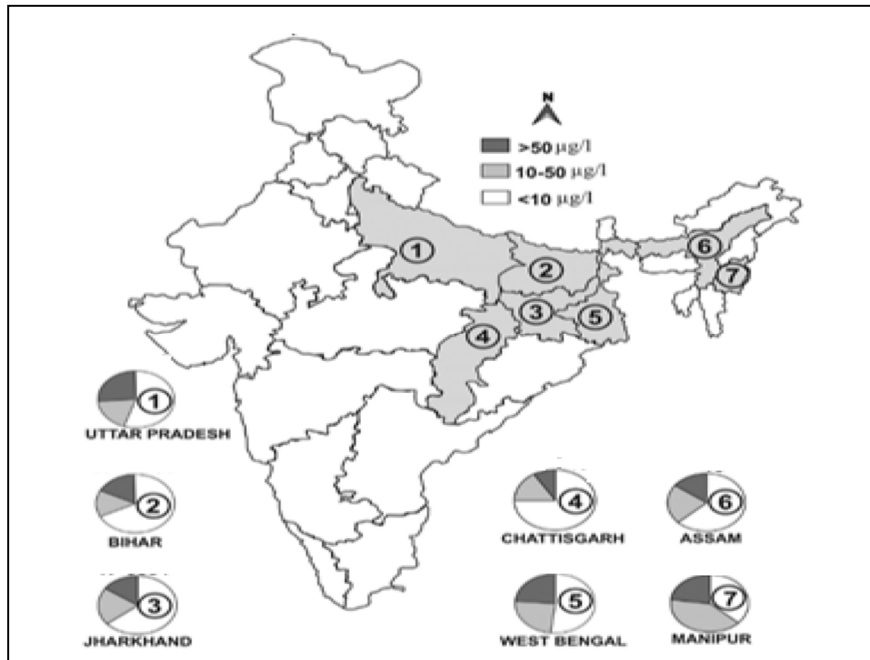 N
>50 µg/l
10-50 µg/l
<10 µg/l
1
2
3
4
5
6
7
1
UTTAR PRADESH
2
BIHAR
3
JHARKHAND
4
CHATTISGARH
5
WEST BENGAL
6
ASSAM
7
MANIPUR